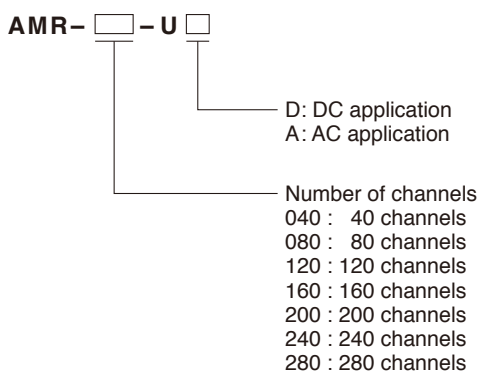 AMR– – U
D: DC application
A: AC application
Number of channels
040 : 40 channels
080 : 80 channels
120 : 120 channels
160 : 160 channels
200 : 200 channels
240 : 240 channels
280 : 280 channels